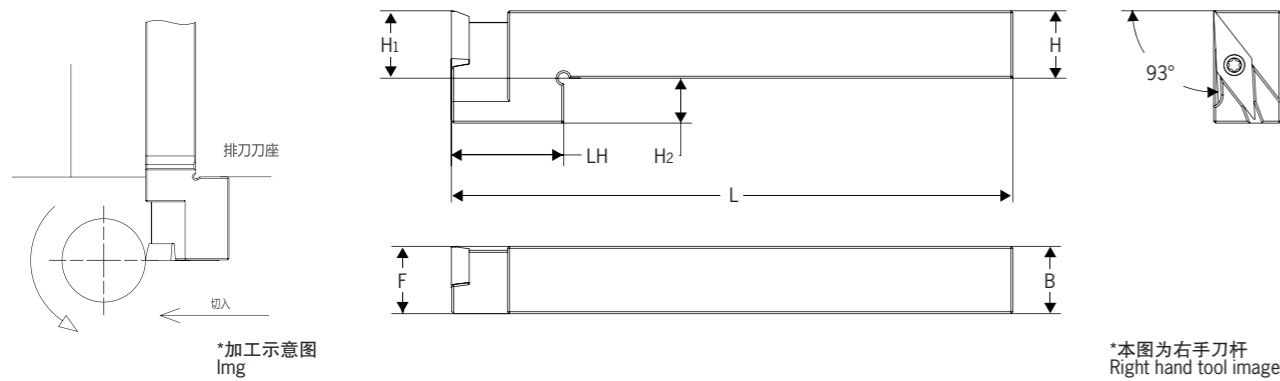 排刀刀座
切入
*加工示意图
Img
H1
H
LH
H2
L
F
B
93°
*本图为右手刀杆
Right hand tool image